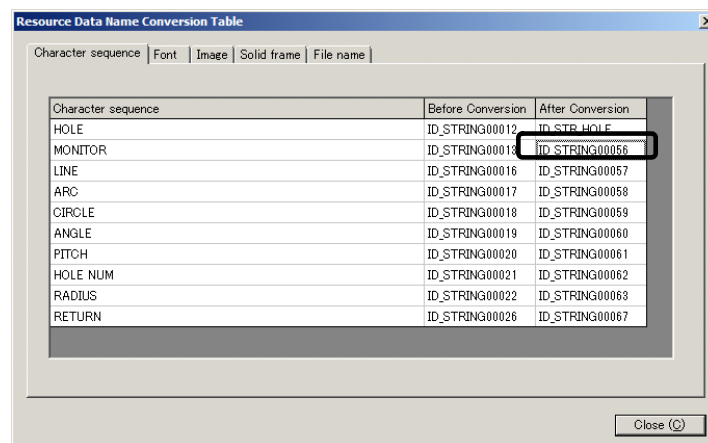 Resource Data Name Conversion Table
Character sequence Font Image Solid frame File name
Character sequence Before Conversion After Conversion
HOLE ID_STRING00012 ID_STR_HOLE
MONITOR ID_STRING00013 ID_STRING00056
LINE ID_STRING00016 ID_STRING00057
ARC ID_STRING00017 ID_STRING00058
CIRCLE ID_STRING00018 ID_STRING00059
ANGLE ID_STRING00019 ID_STRING00060
PITCH ID_STRING00020 ID_STRING00061
HOLE NUM ID_STRING00021 ID_STRING00062
RADIUS ID_STRING00022 ID_STRING00063
RETURN ID_STRING00026 ID_STRING00067
Close (C)